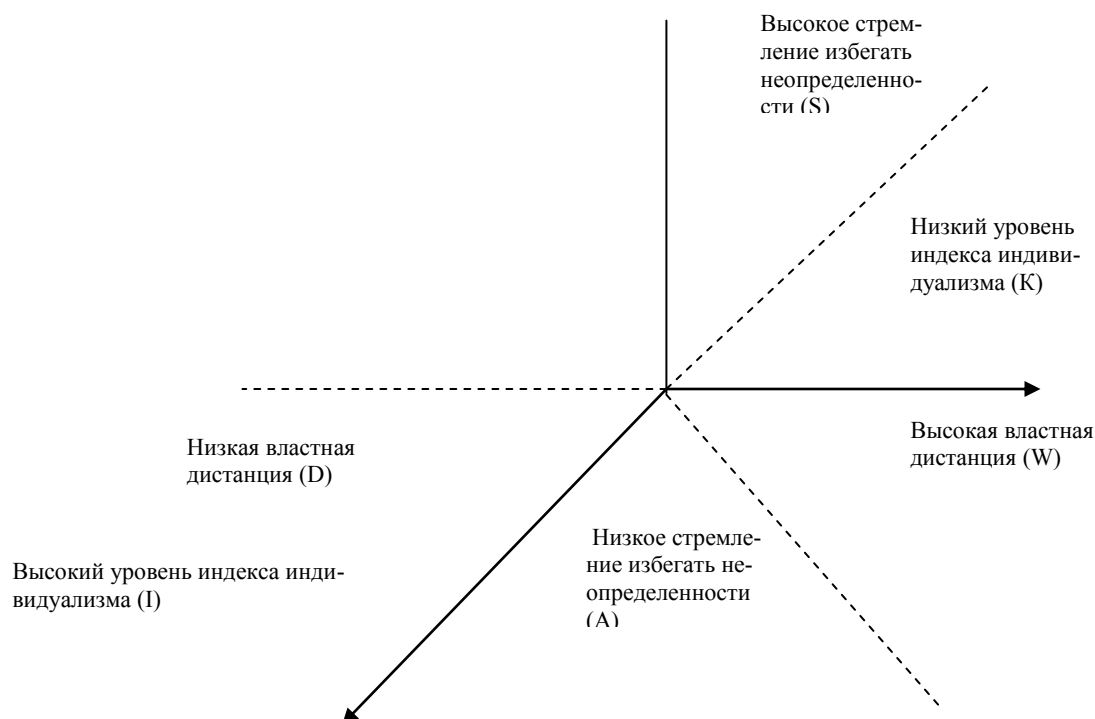 Высокое стрем-
ление избегать
неопределенно-
сти (S)
Низкий уровень
индекса индиви-
дуализма (К)
Высокая властная
дистанция (W)
Низкая властная
дистанция (D)
Низкое стремле-
ние избегать не-
определенности
(A)
Высокий уровень индекса инди-
видуализма (I)